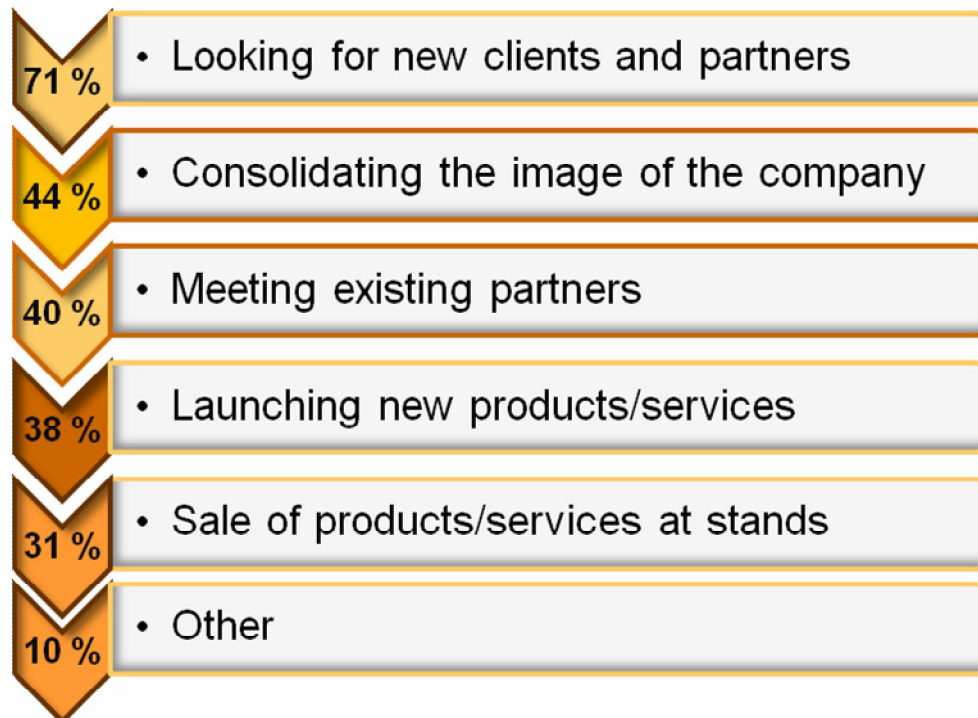 71 % • Looking for new clients and partners
44 % • Consolidating the image of the company
40 % • Meeting existing partners
38 % • Launching new products/services
31 % • Sale of products/services at stands
10 % • Other